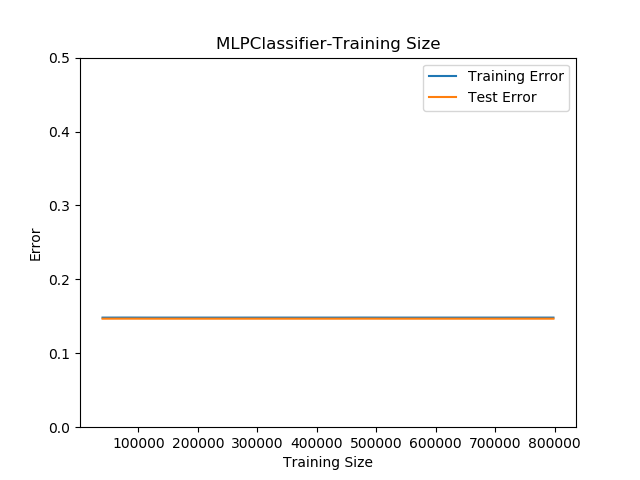 MLPClassifier-Training Size
Training Error
Test Error
0.5
0.4
0.3
0.2
0.1
0.0
Error
100000 200000 300000 400000 500000 600000 700000 800000
Training Size